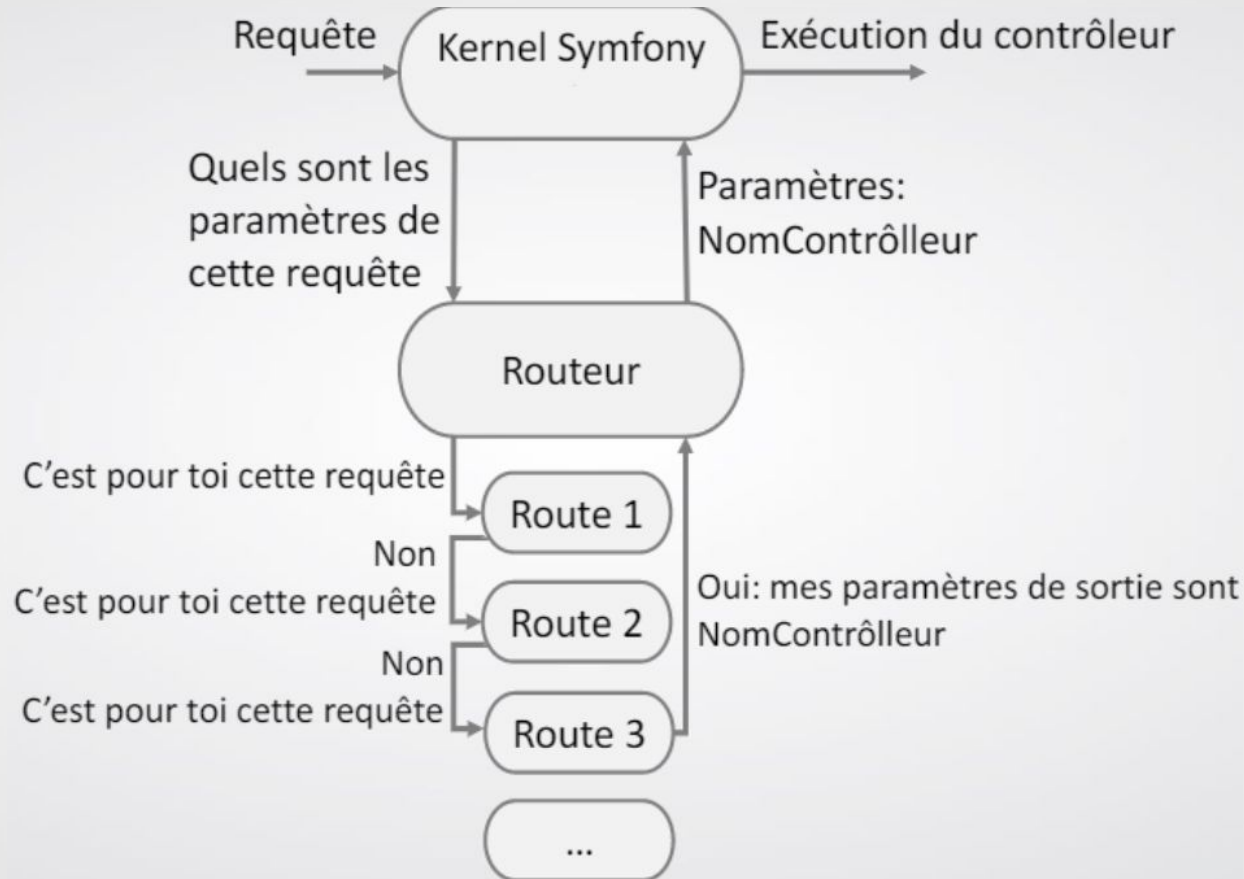 Requête
Kernel Symfony
Exécution du contrôleur
Quels sont les
paramètres de
cette requête
Paramètres:
NomContrôlleur
Routeur
C'est pour toi cette requête
Route 1
Non
C'est pour toi cette requête
Route 2
Oui: mes paramètres de sortie sont
NomContrôlleur
Non
C'est pour toi cette requête
Route 3
...